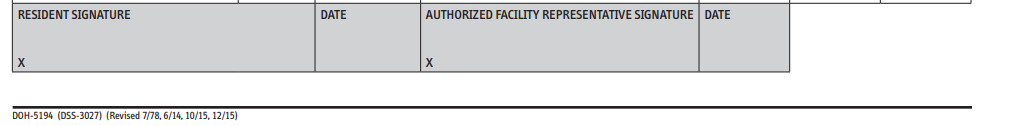 RESIDENT SIGNATURE DATE AUTHORIZED FACILITY REPRESENTATIVE SIGNATURE DATE
X X
DOH-5194 (DSS-3027) (Revised 7/78, 6/14, 10/15, 12/15)